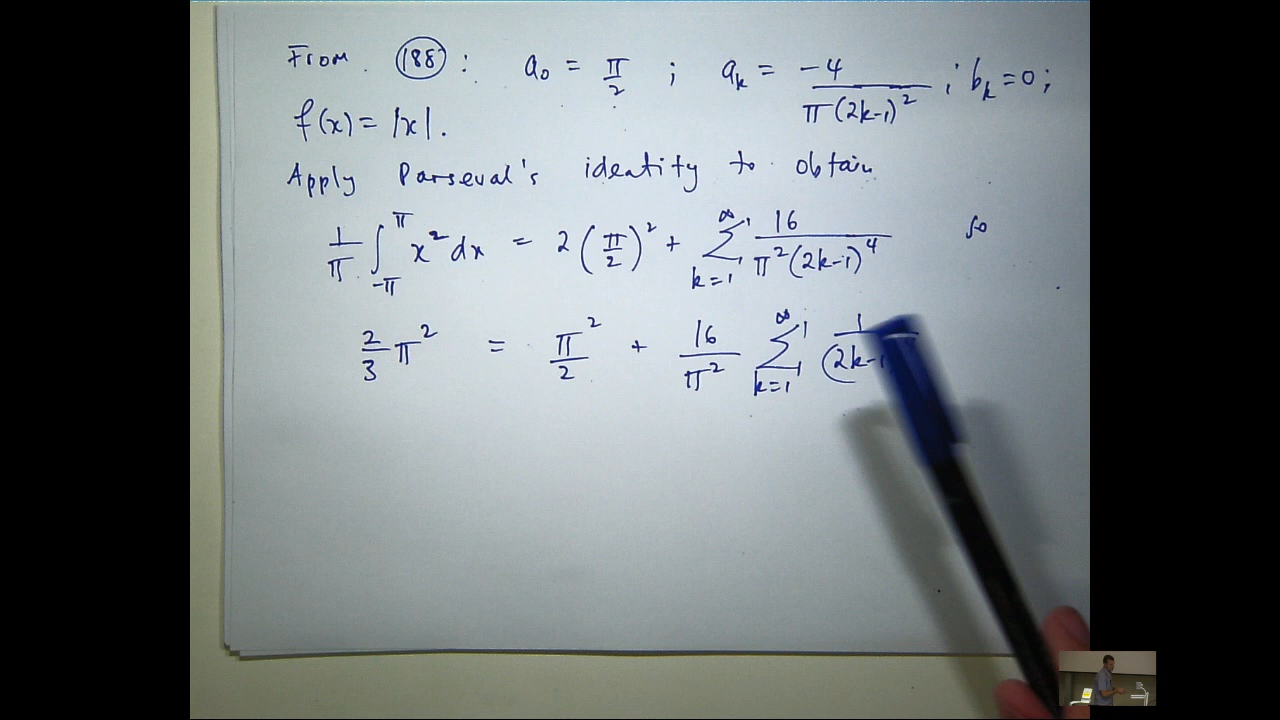 From (188) : a₀ = π/2 ; aₖ = -4/(π(2k-1)²) ; bₖ = 0 ;
f(x) = |x|.
Apply Parseval's identity to obtain
1/π ∫_{-π}^{π} x² dx = 2(π/2)² + ∑_{k=1}^{∞} 16/(π²(2k-1)⁴) so
2/3 π² = π²/2 + 16/π² ∑_{k=1}^{∞} 1/(2k-1